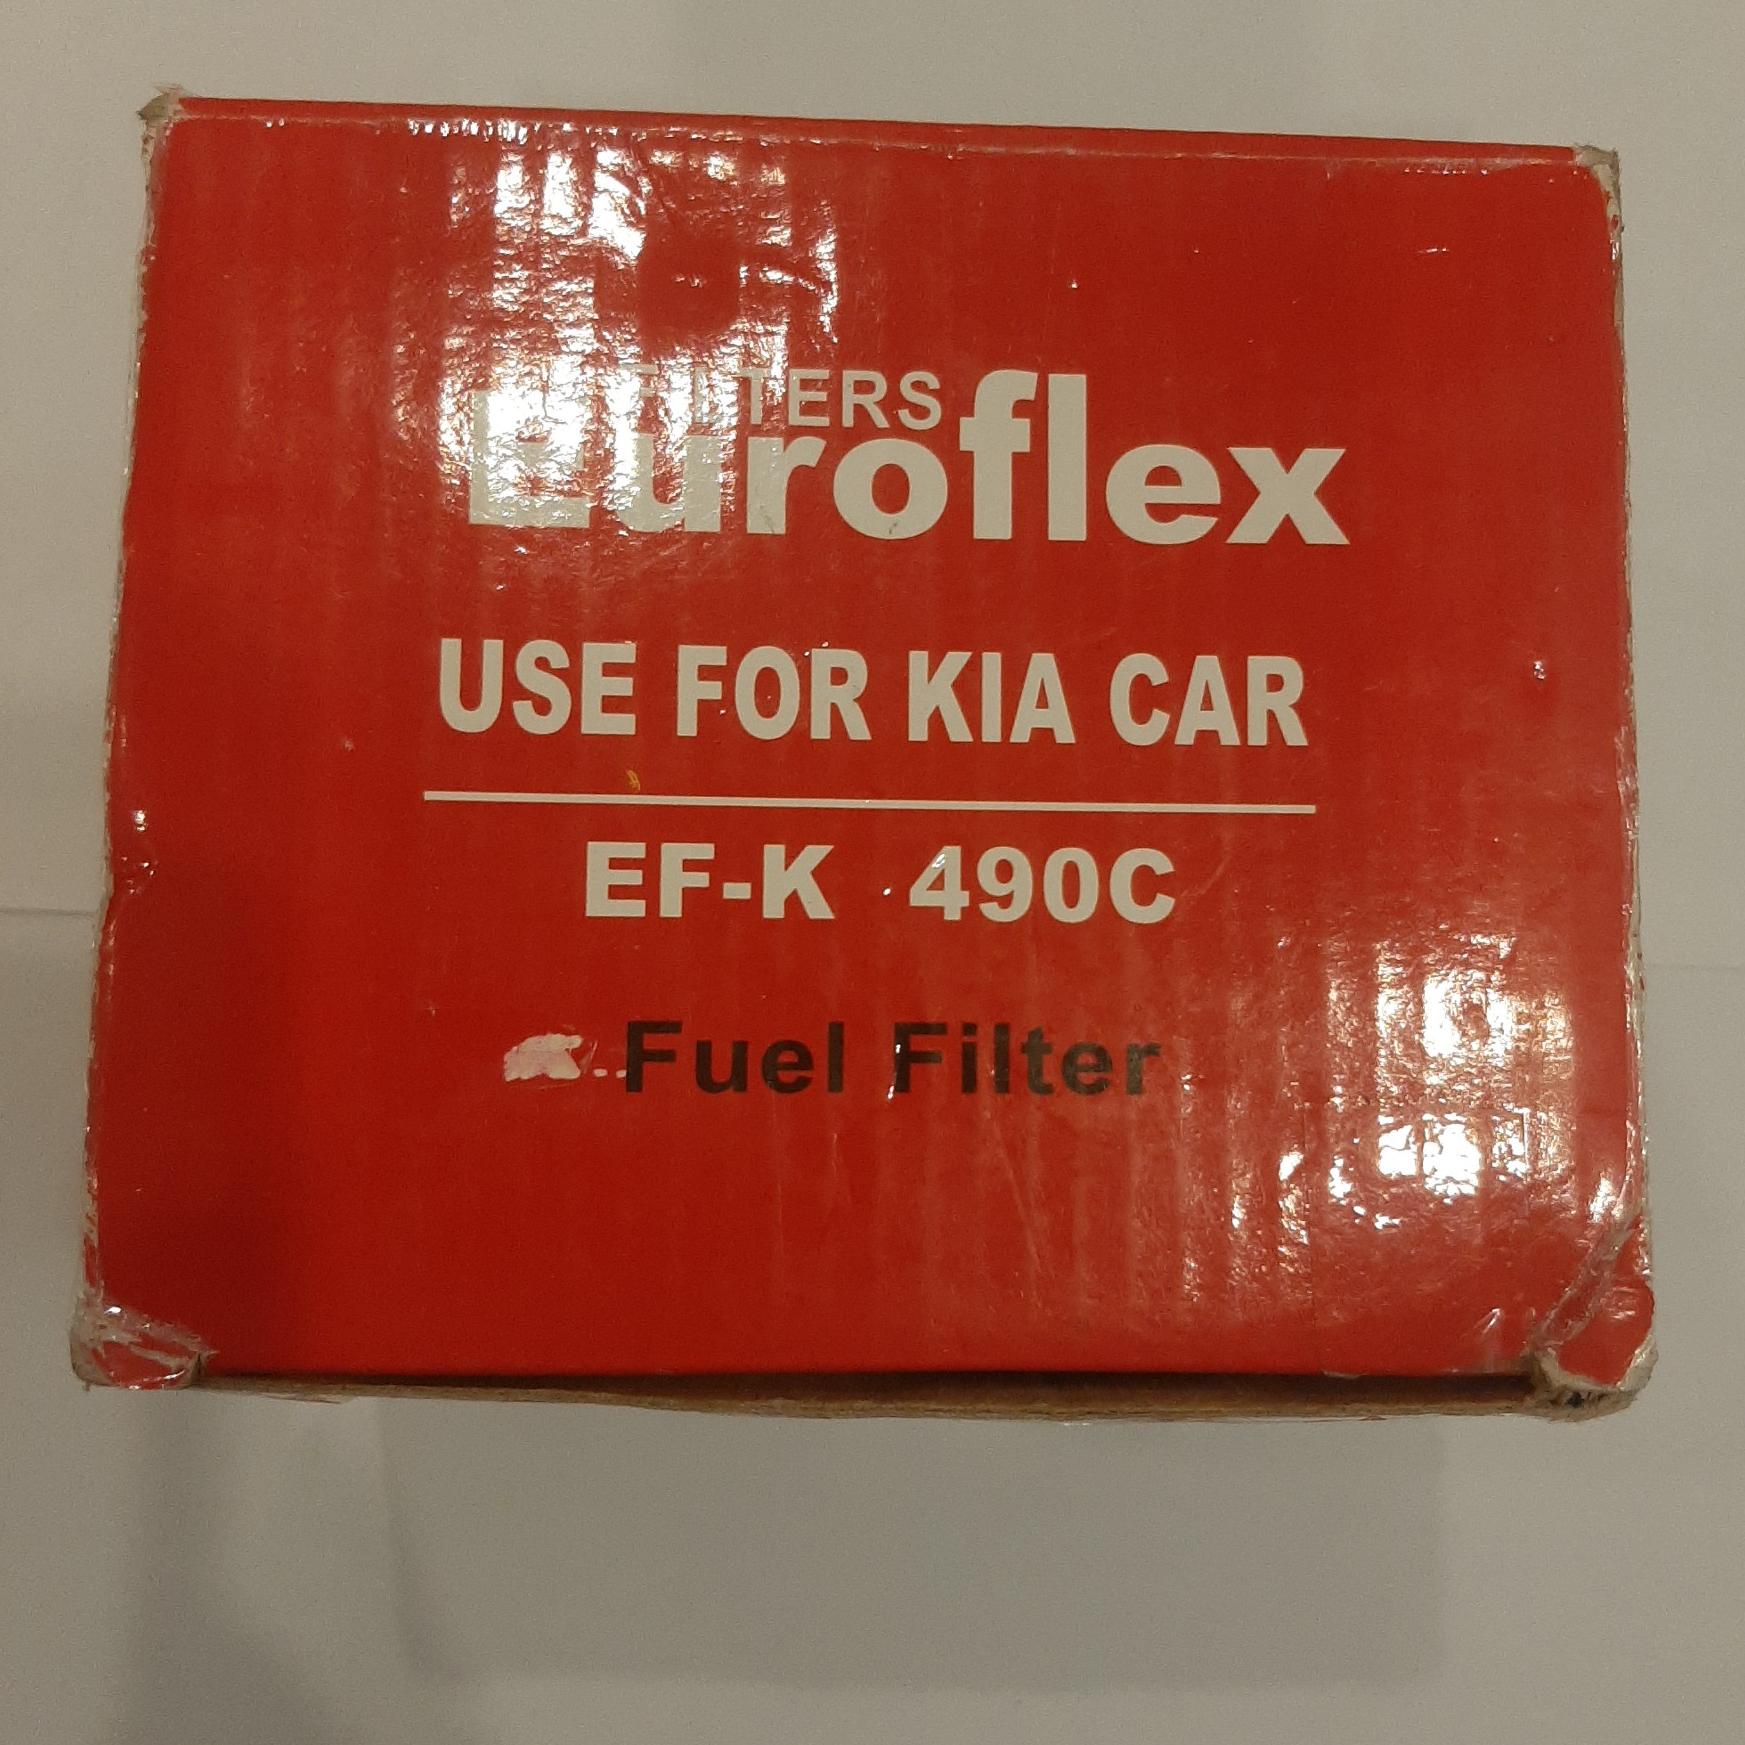 FILTERS
Euroflex
USE FOR KIA CAR
EF-K 490C
Fuel Filter